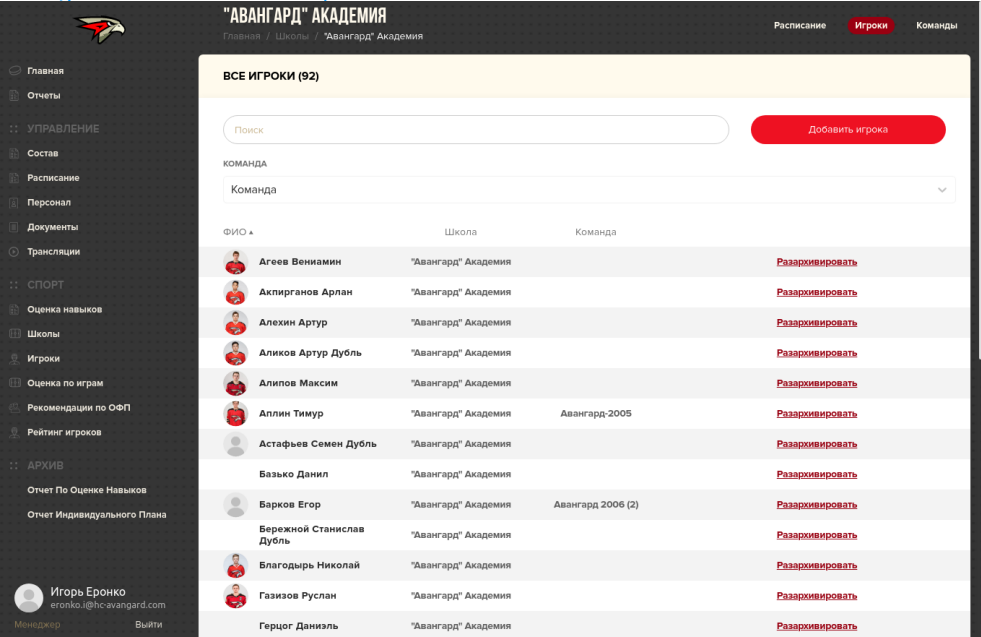 "АВАНГАРД" АКАДЕМИЯ
Главная / Школы / "Авангард" Академия
Расписание Игроки Команды
Главная
Отчеты
УПРАВЛЕНИЕ
Состав
Расписание
Персонал
Документы
Трансляции
СПОРТ
Оценка навыков
Школы
Игроки
Оценка по играм
Рекомендации по ОФП
Рейтинг игроков
АРХИВ
Отчет По Оценке Навыков
Отчет Индивидуального Плана
Игорь Еронко
eronko.i@hc-avangard.com
Менеджер Выйти
ВСЕ ИГРОКИ (92)
Поиск Добавить игрока
КОМАНДА
Команда
ФИО Школа Команда
Агеев Вениамин "Авангард" Академия Разархивировать
Акпирганов Арлан "Авангард" Академия Разархивировать
Алехин Артур "Авангард" Академия Разархивировать
Аликов Артур Дубль "Авангард" Академия Разархивировать
Алипов Максим "Авангард" Академия Разархивировать
Аплин Тимур "Авангард" Академия Авангард-2005 Разархивировать
Астафьев Семен Дубль "Авангард" Академия Разархивировать
Базько Данил "Авангард" Академия Разархивировать
Барков Егор "Авангард" Академия Авангард 2006 (2) Разархивировать
Бережной Станислав
Дубль "Авангард" Академия Разархивировать
Благодырь Николай "Авангард" Академия Разархивировать
Газизов Руслан "Авангард" Академия Разархивировать
Герцог Даниэль "Авангард" Академия Разархивировать